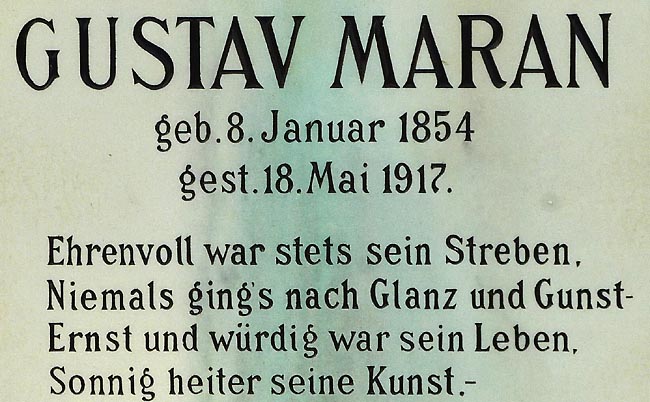 GUSTAV MARAN
geb. 8. Januar 1854
gest. 18. Mai 1917.
Ehrenvoll war stets sein Streben,
Niemals ging's nach Glanz und Gunst-
Ernst und würdig war sein Leben,
Sonnig heiter seine Kunst.-